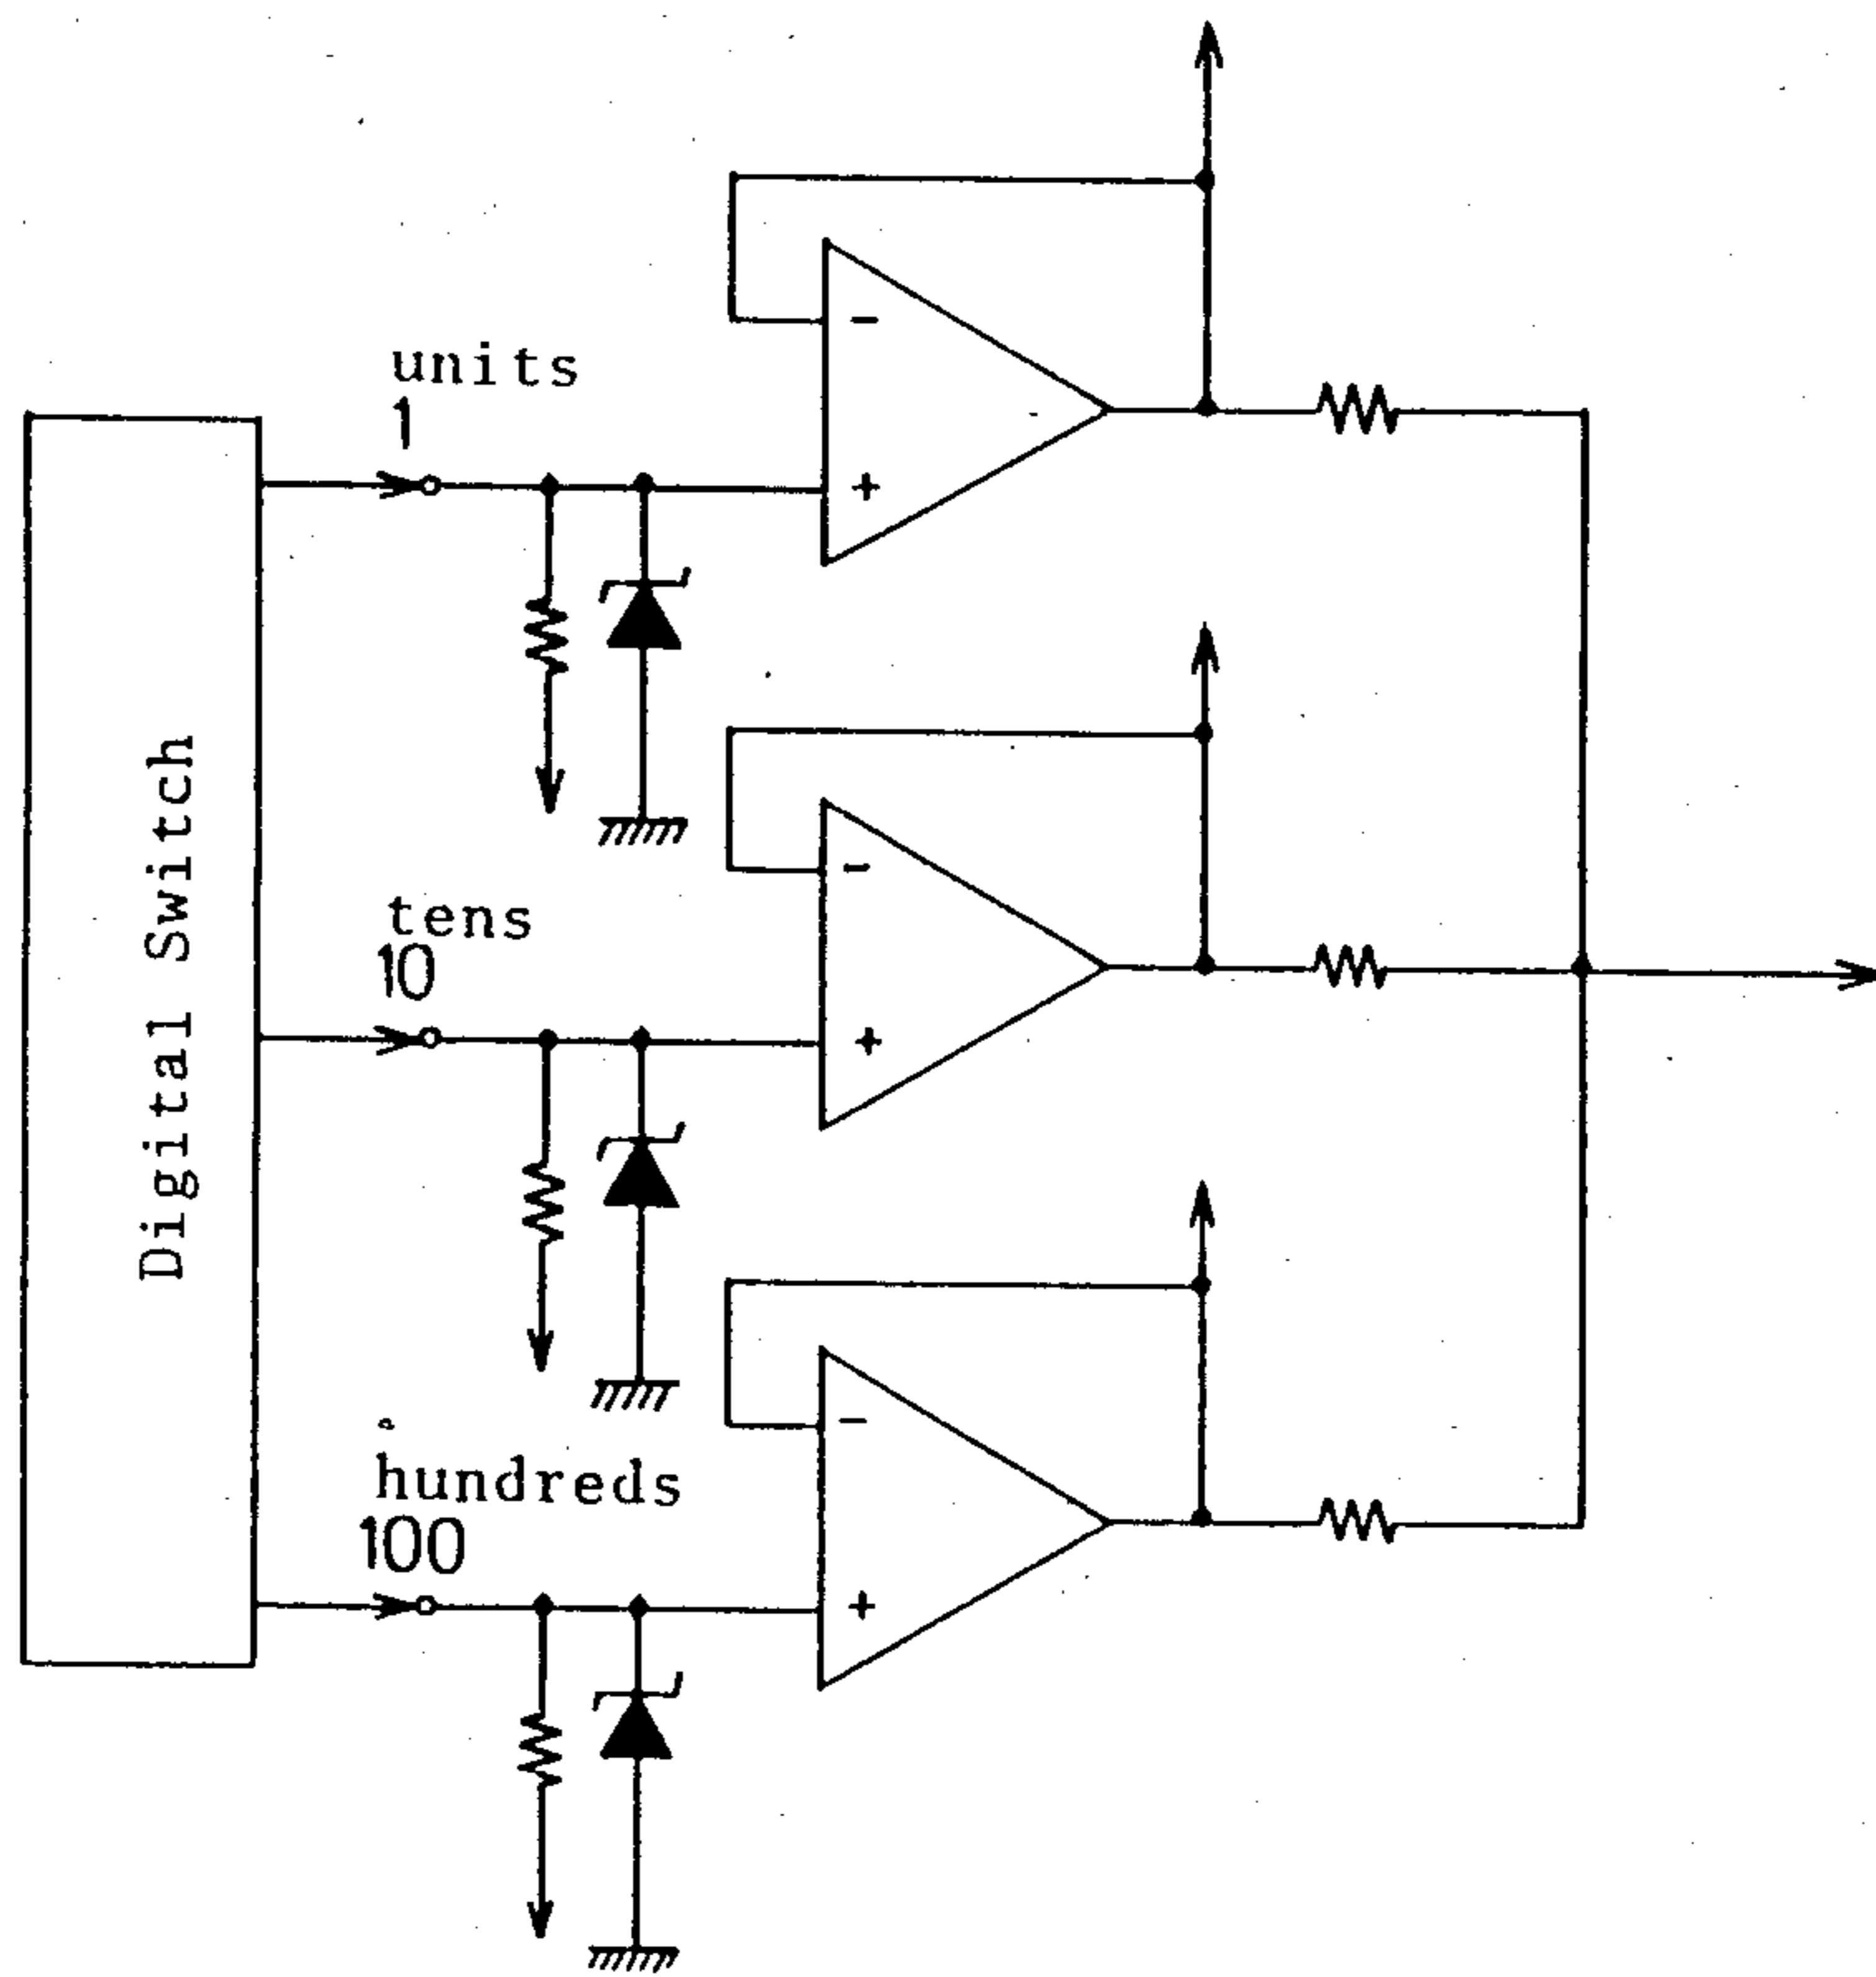 units
1
-
+
Digital Switch
tens
10
-
+
hundreds
100
-
+